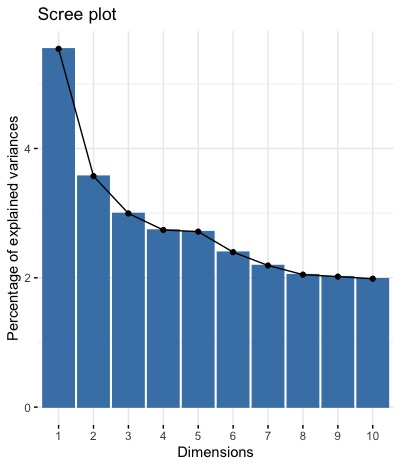 Scree plot
Percentage of explained variances
4
2
0
1 2 3 4 5 6 7 8 9 10
Dimensions